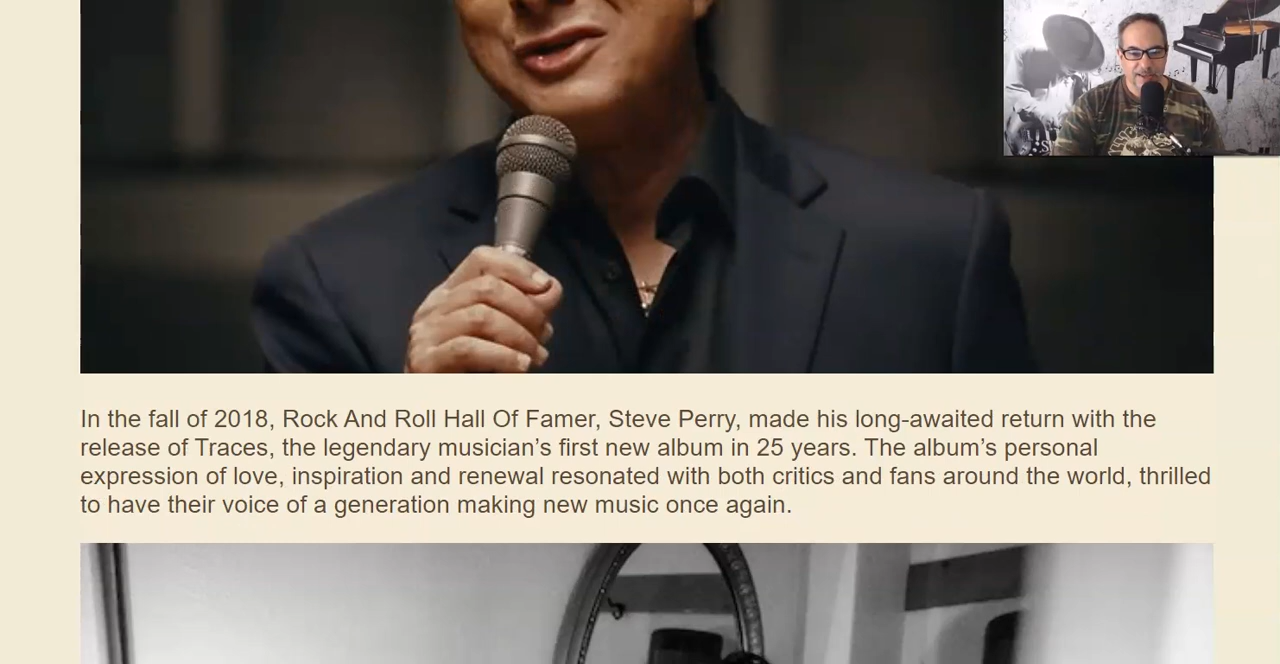 In the fall of 2018, Rock And Roll Hall Of Famer, Steve Perry, made his long-awaited return with the
release of Traces, the legendary musician’s first new album in 25 years. The album’s personal
expression of love, inspiration and renewal resonated with both critics and fans around the world, thrilled
to have their voice of a generation making new music once again.